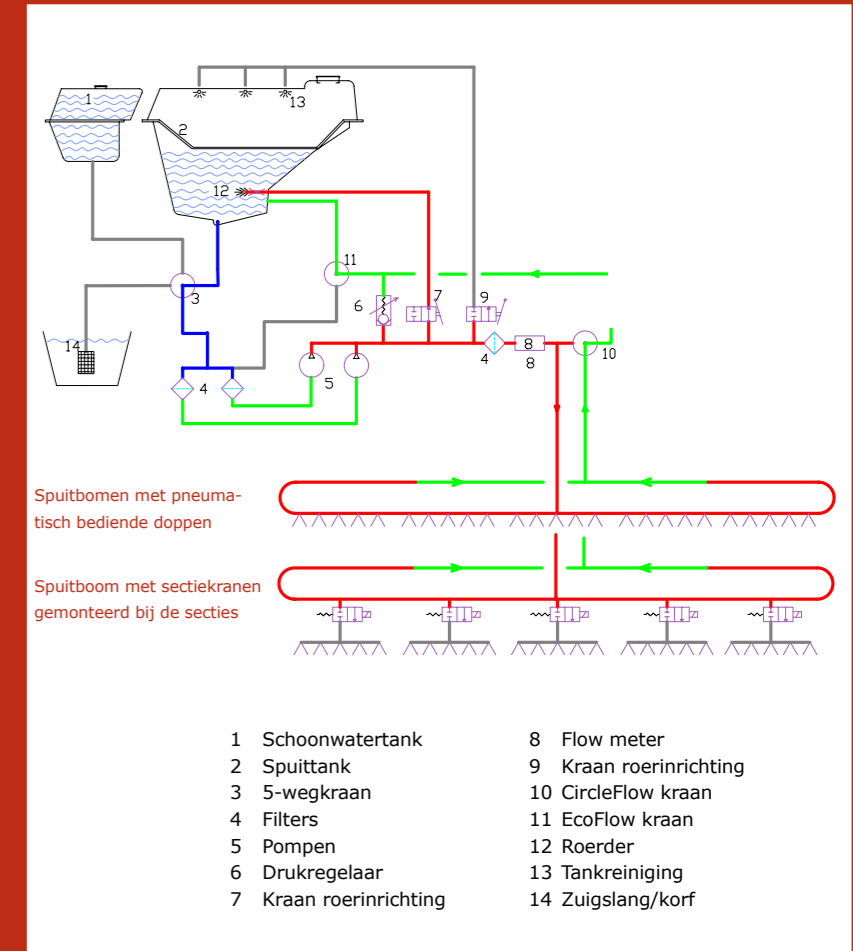 1
2
13
12
11
3
6
7
9
14
4
5
4
8
8
10
Spuitbomen met pneuma-
tisch bediende doppen
Spuitboom met sectiekranen
gemonteerd bij de secties
1 Schoonwatertank
2 Spuittank
3 5-wegkraan
4 Filters
5 Pompen
6 Drukregelaar
7 Kraan roerinrichting
8 Flow meter
9 Kraan roerinrichting
10 CircleFlow kraan
11 EcoFlow kraan
12 Roerder
13 Tankreiniging
14 Zuigslang/korf